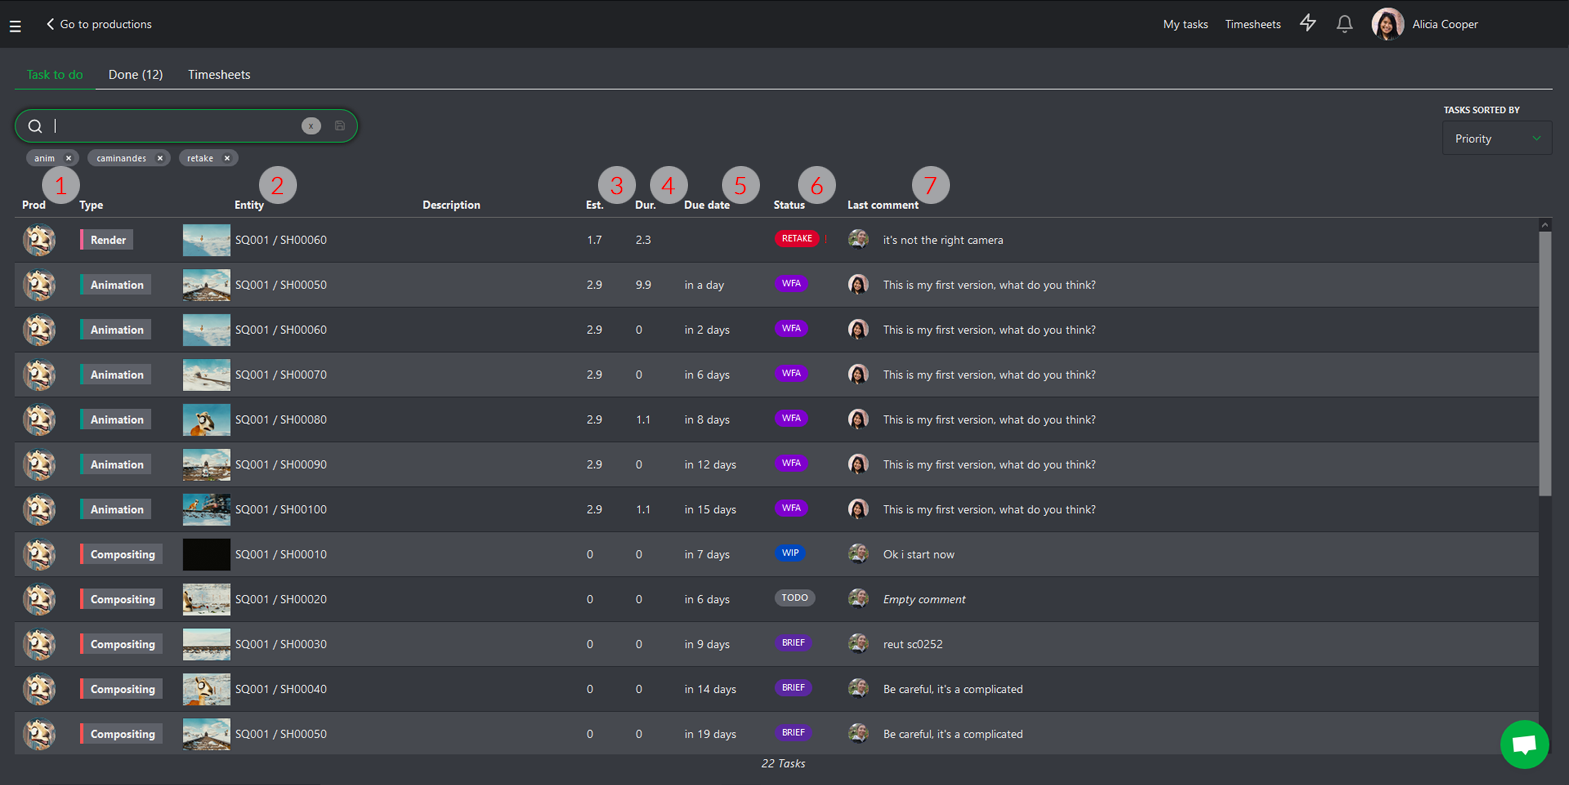 Go to productions My tasks Timesheets Alicia Cooper
Task to do Done (12) Timesheets
TASKS SORTED BY
x
Priority
anim x caminandes x retake x
1 2 3 4 5 6 7
Prod Type Entity Description Est. Dur. Due date Status Last comment
Render SQ001 / SH00060 1.7 2.3 RETAKE ! it's not the right camera
Animation SQ001 / SH00050 2.9 9.9 in a day WFA This is my first version, what do you think?
Animation SQ001 / SH00060 2.9 0 in 2 days WFA This is my first version, what do you think?
Animation SQ001 / SH00070 2.9 0 in 6 days WFA This is my first version, what do you think?
Animation SQ001 / SH00080 2.9 1.1 in 8 days WFA This is my first version, what do you think?
Animation SQ001 / SH00090 2.9 0 in 12 days WFA This is my first version, what do you think?
Animation SQ001 / SH00100 2.9 1.1 in 15 days WFA This is my first version, what do you think?
Compositing SQ001 / SH00010 0 0 in 7 days WIP Ok i start now
Compositing SQ001 / SH00020 0 0 in 6 days TODO Empty comment
Compositing SQ001 / SH00030 0 0 in 9 days BRIEF reut sc0252
Compositing SQ001 / SH00040 0 0 in 14 days BRIEF Be careful, it's a complicated
Compositing SQ001 / SH00050 0 0 in 19 days BRIEF Be careful, it's a complicated
22 Tasks